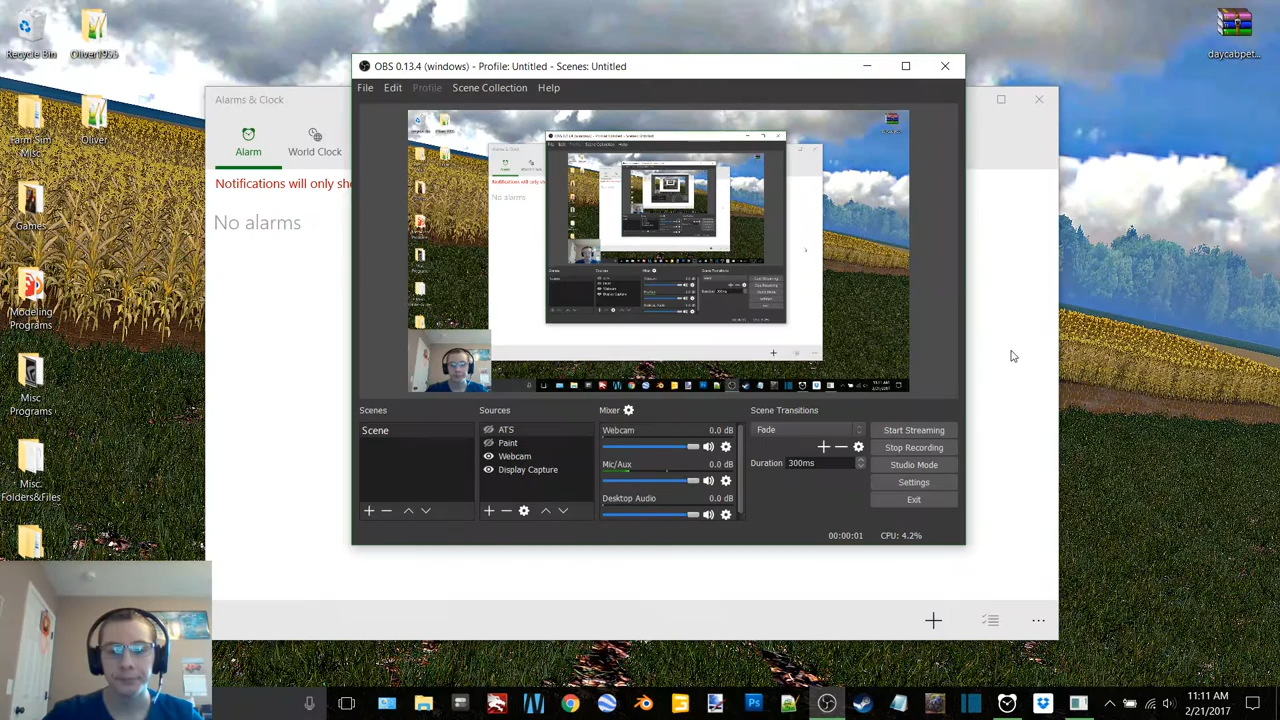 Recycle Bin
Oliver7955
daycabpet...
Farm Sim Misc.
Oliver
Games
Modeling Programs
Misc Programs
Misc. Folders&Files
Alarms & Clock
Alarm
World Clock
Notifications will only sho
No alarms
OBS 0.13.4 (windows) - Profile: Untitled - Scenes: Untitled
File Edit Profile Scene Collection Help
No alarms
Scenes
Scene
Sources
ATS
Paint
Webcam
Display Capture
Mixer
Webcam 0.0 dB
Mic/Aux 0.0 dB
Desktop Audio 0.0 dB
Scene Transitions
Fade
Duration 300ms
Start Streaming
Stop Recording
Studio Mode
Settings
Exit
00:00:01 CPU: 4.2%
11:11 AM
2/21/2017